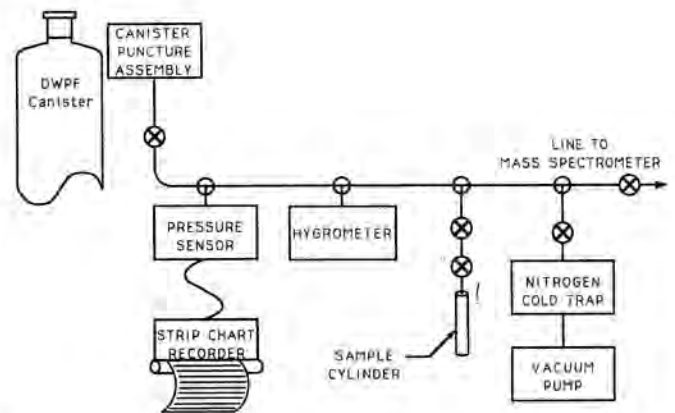 DWPF
Canister
CANISTER
PUNCTURE
ASSEMBLY
LINE TO
MASS SPECTROMETER
PRESSURE
SENSOR
HYGROMETER
NITROGEN
COLD TRAP
STRIP CHART
RECORDER
SAMPLE
CYLINDER
VACUUM
PUMP